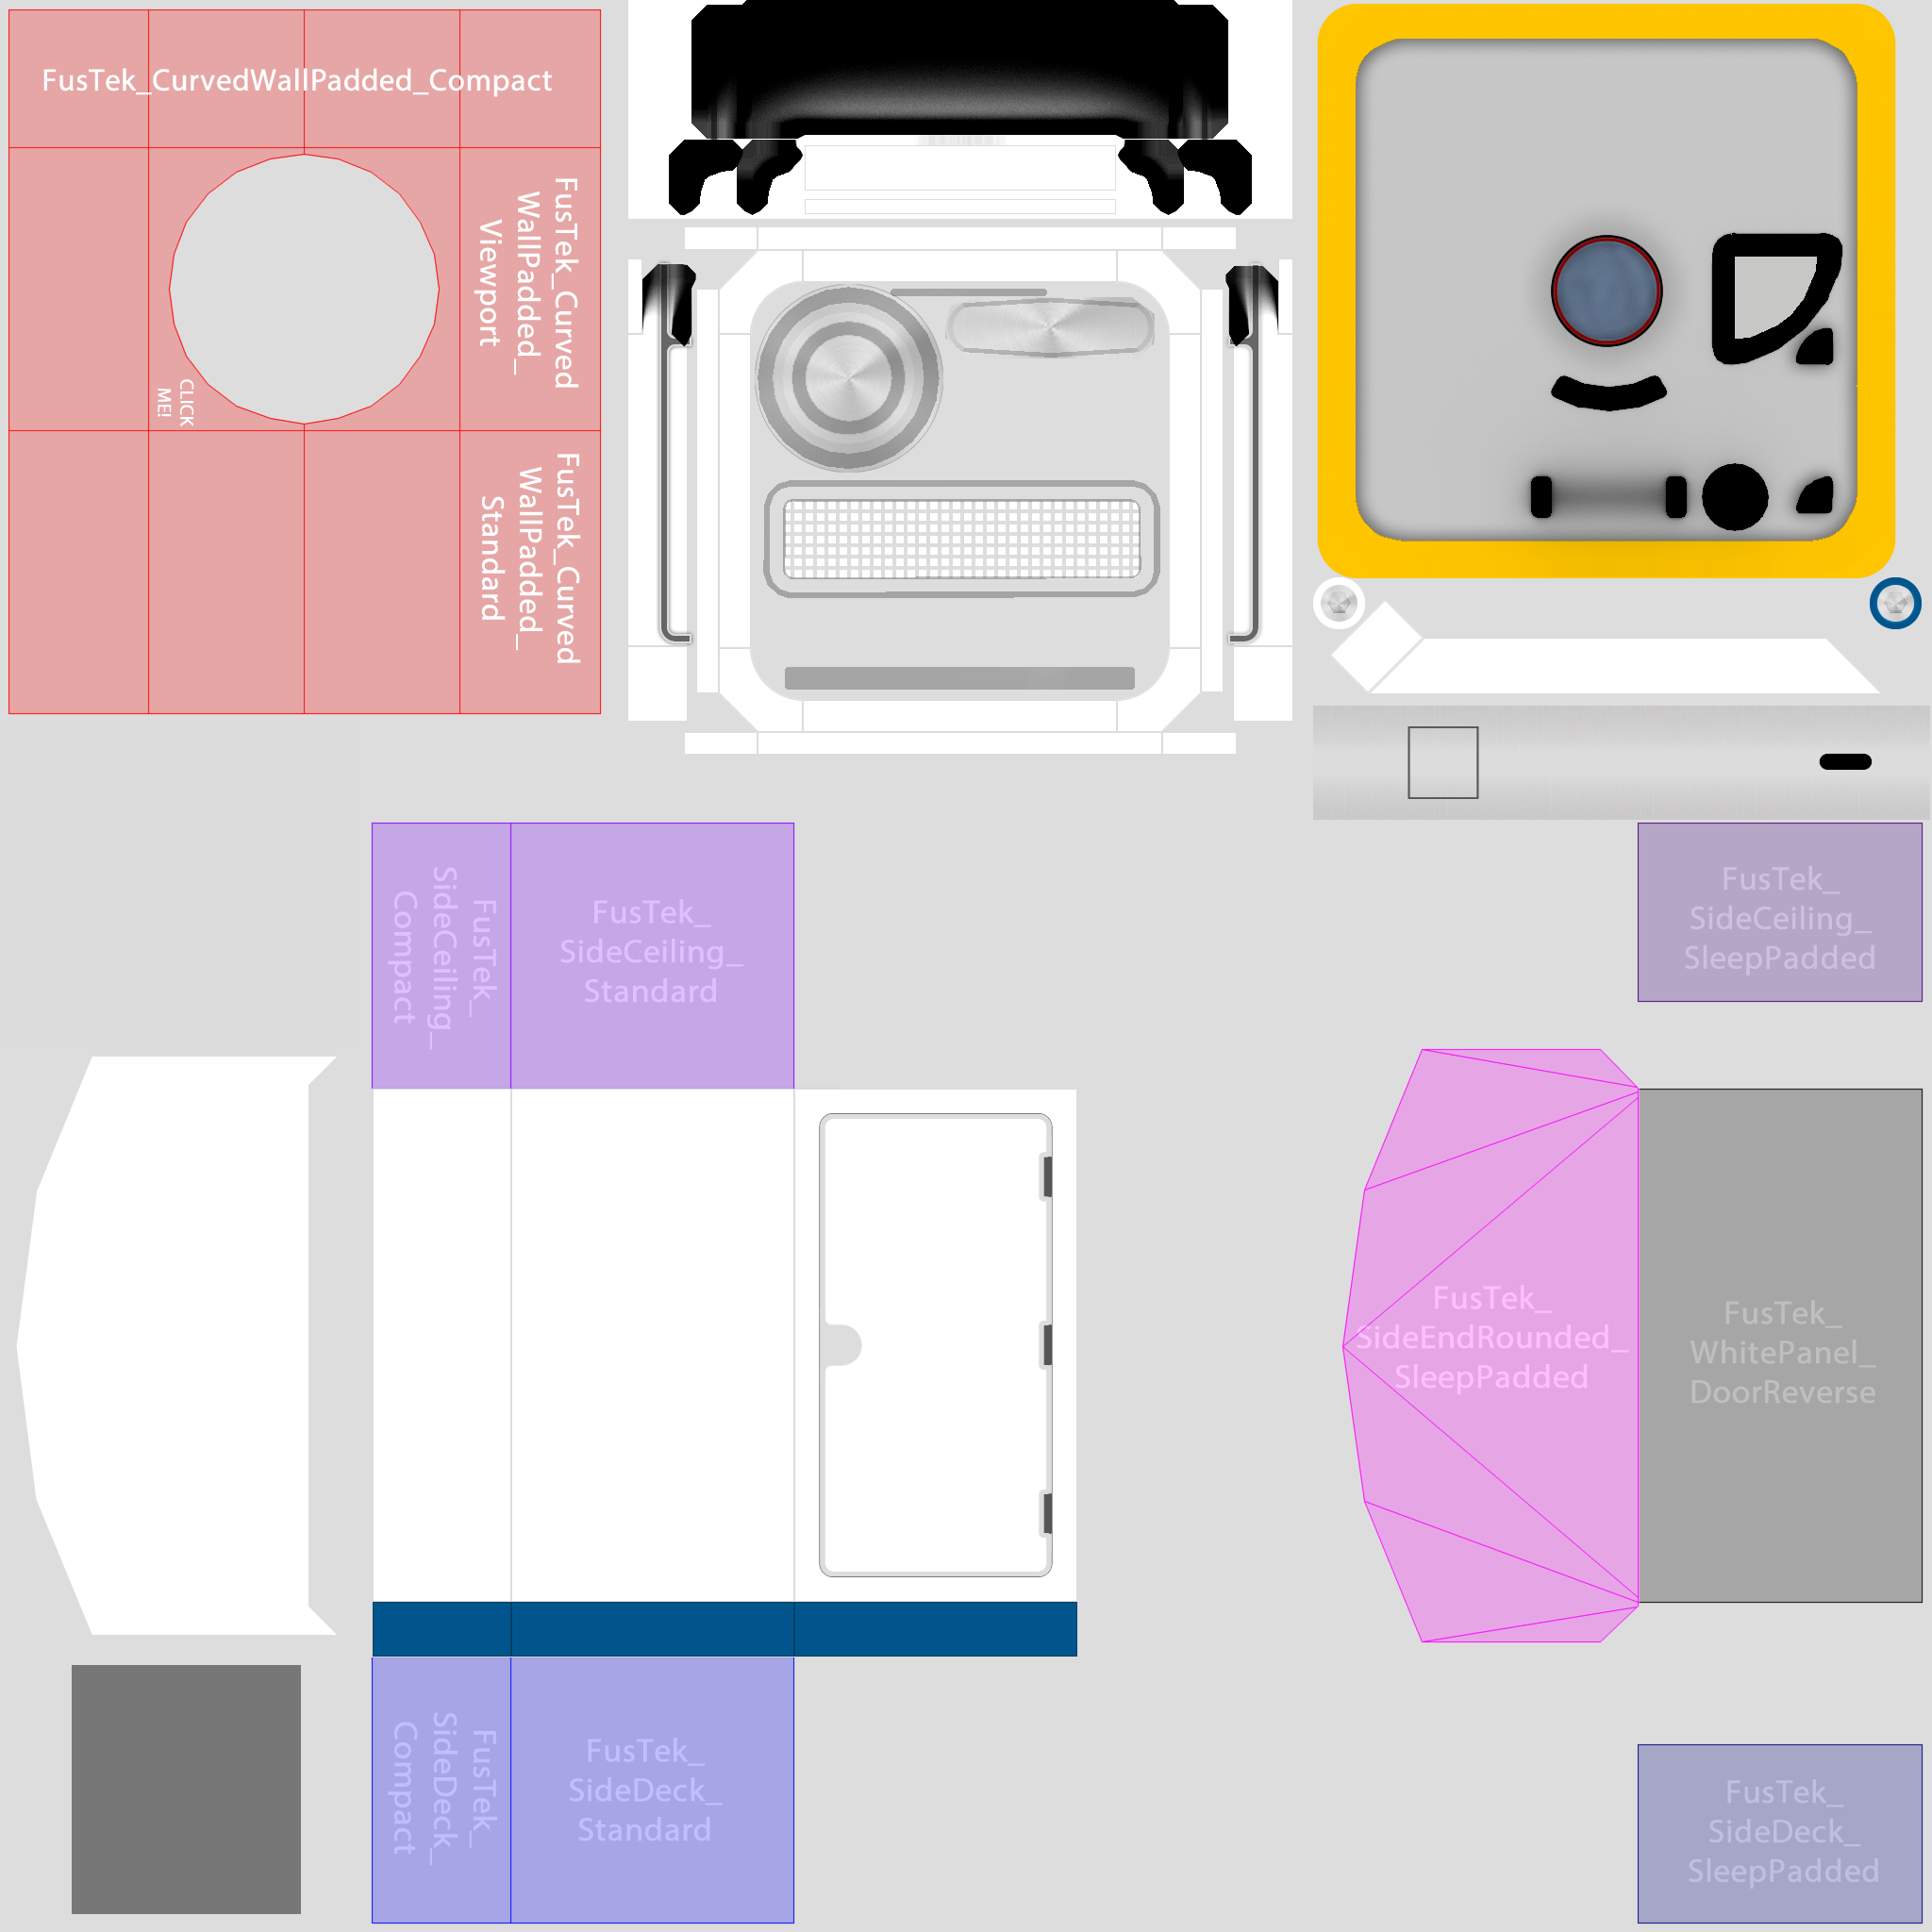 FusTek_CurvedWallPadded_Compact
FusTek_Curved
WallPadded_
Viewport
CLICK
ME!
FusTek_Curved
WallPadded_
Standard
FusTek_
SideCeiling_
Compact
FusTek_
SideCeiling_
Standard
FusTek_
SideCeiling_
SleepPadded
FusTek_
SideEndRounded_
SleepPadded
FusTek_
WhitePanel_
DoorReverse
FusTek_
SideDeck_
Compact
FusTek_
SideDeck_
Standard
FusTek_
SideDeck_
SleepPadded